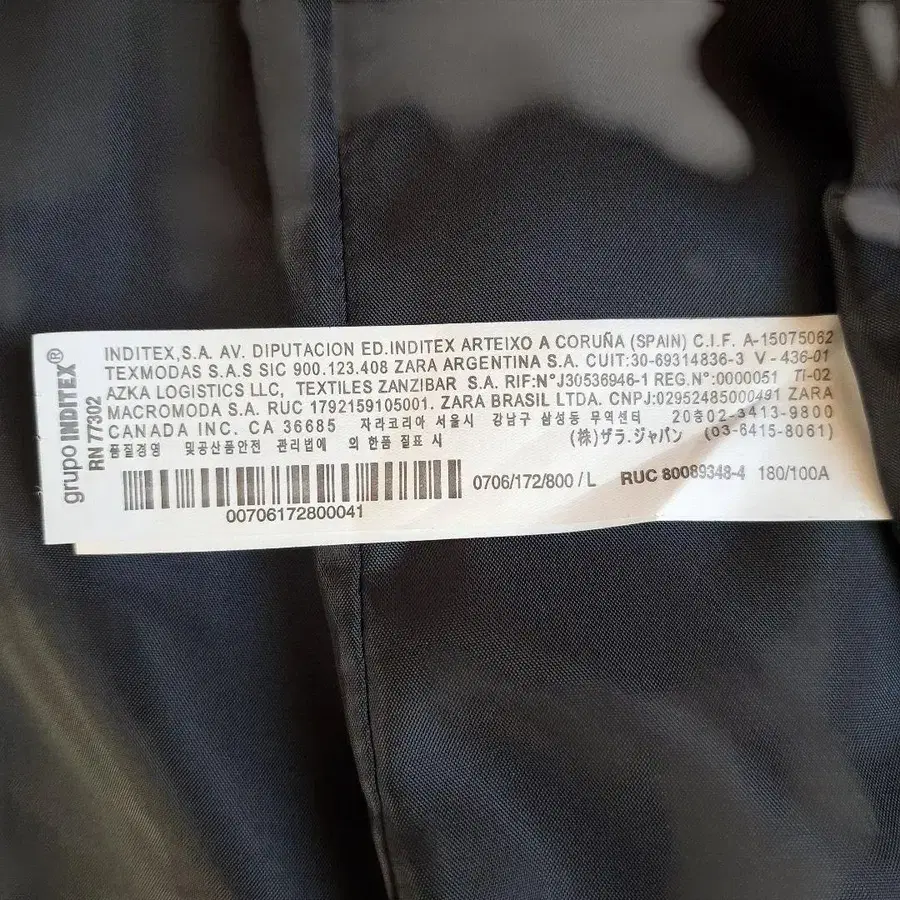 grupo INDITEX®
RN 77302
INDITEX,S.A. AV. DIPUTACION ED.INDITEX ARTEIXO A CORUÑA (SPAIN) C.I.F. A-15075062
TEXMODAS S.A.S SIC 900.123.408 ZARA ARGENTINA S.A. CUIT:30-69314836-3 V-436-01
AZKA LOGISTICS LLC, TEXTILES ZANZIBAR S.A. RIF:N°J30536946-1 REG.N°:0000051 TI-02
MACROMODA S.A. RUC 1792159105001. ZARA BRASIL LTDA. CNPJ:02952485000491 ZARA
CANADA INC. CA 36685 자라코리아 서울시 강남구 삼성동 무역센타 20층02-3413-9800
품질경영 및공산품안전 관리법에 의 한품 질표 시 (株)ザラ.ジャパン (03-6415-8061)
0706/172/800 / L RUC 80089348-4 180/100A
00706172800041